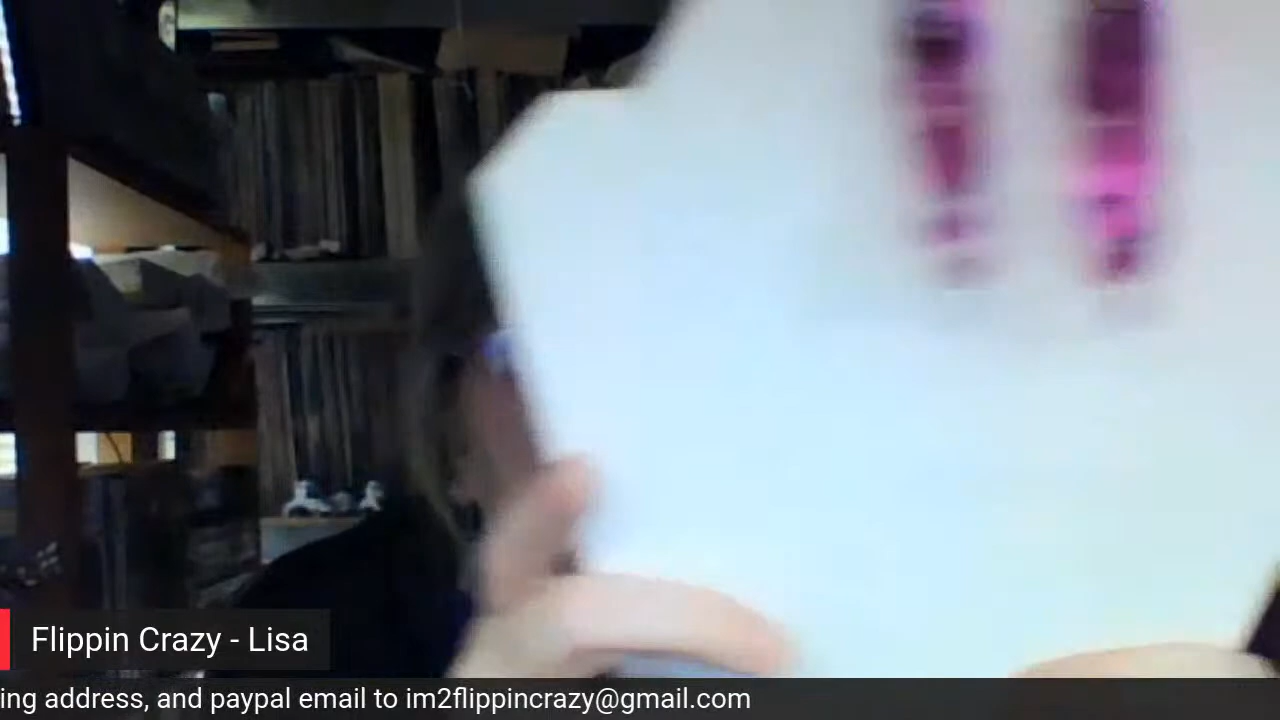 Flippin Crazy - Lisa
ing address, and paypal email to im2flippincrazy@gmail.com